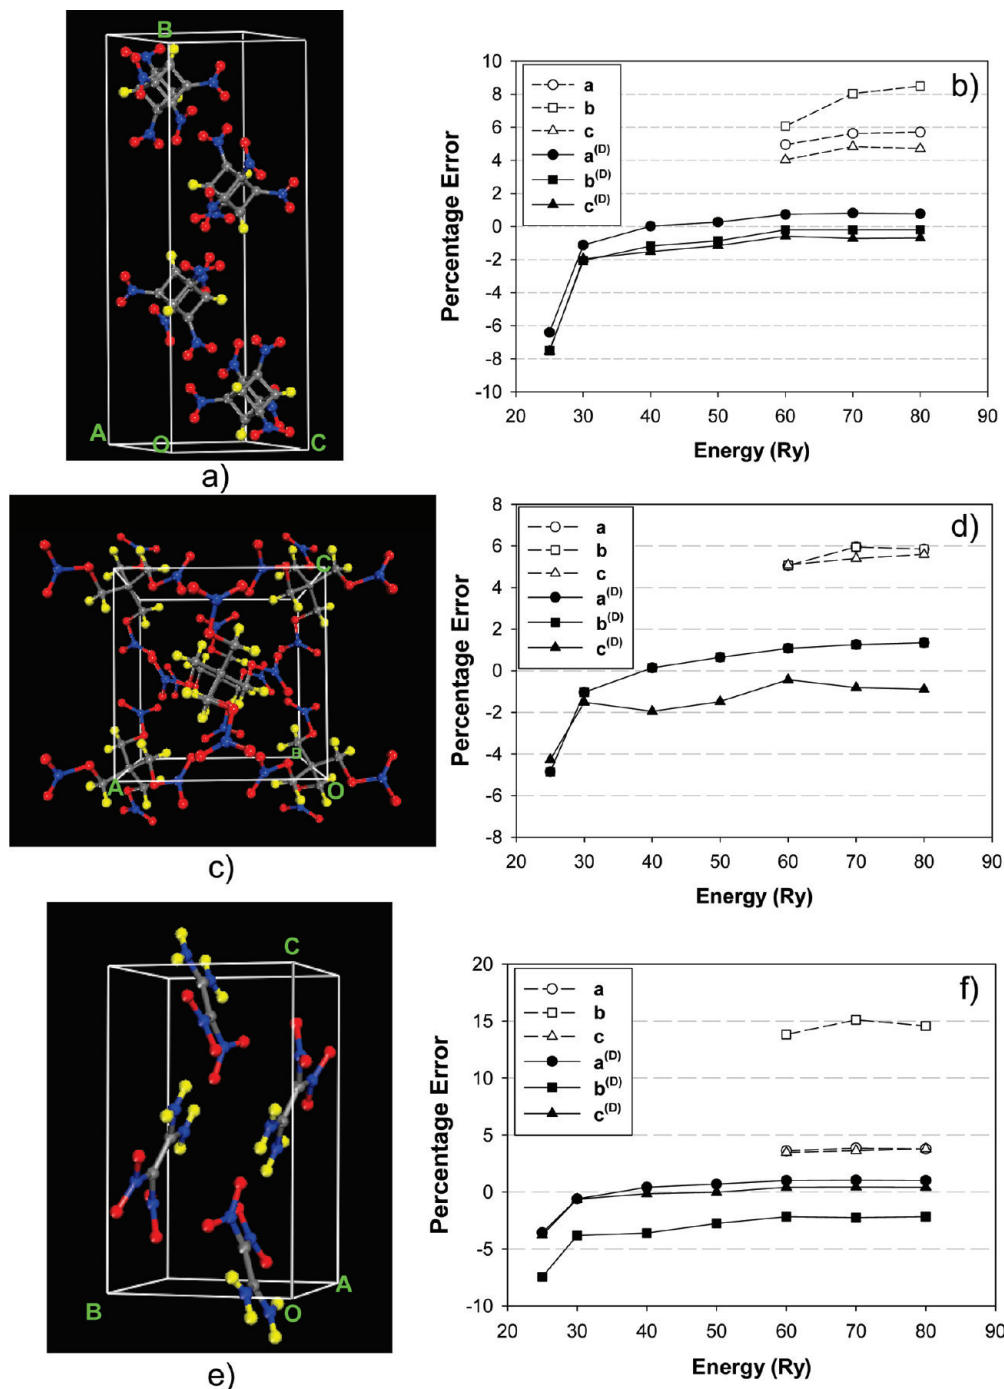 B
A
O
C
a)
b)
10
8
6
4
2
0
-2
-4
-6
-8
-10
Percentage Error
a
b
c
a(D)
b(D)
c(D)
20 30 40 50 60 70 80 90
Energy (Ry)
C
B
A
O
c)
d)
8
6
4
2
0
-2
-4
-6
-8
Percentage Error
a
b
c
a(D)
b(D)
c(D)
20 30 40 50 60 70 80 90
Energy (Ry)
C
A
B
O
e)
f)
20
15
10
5
0
-5
-10
Percentage Error
a
b
c
a(D)
b(D)
c(D)
20 30 40 50 60 70 80 90
Energy (Ry)